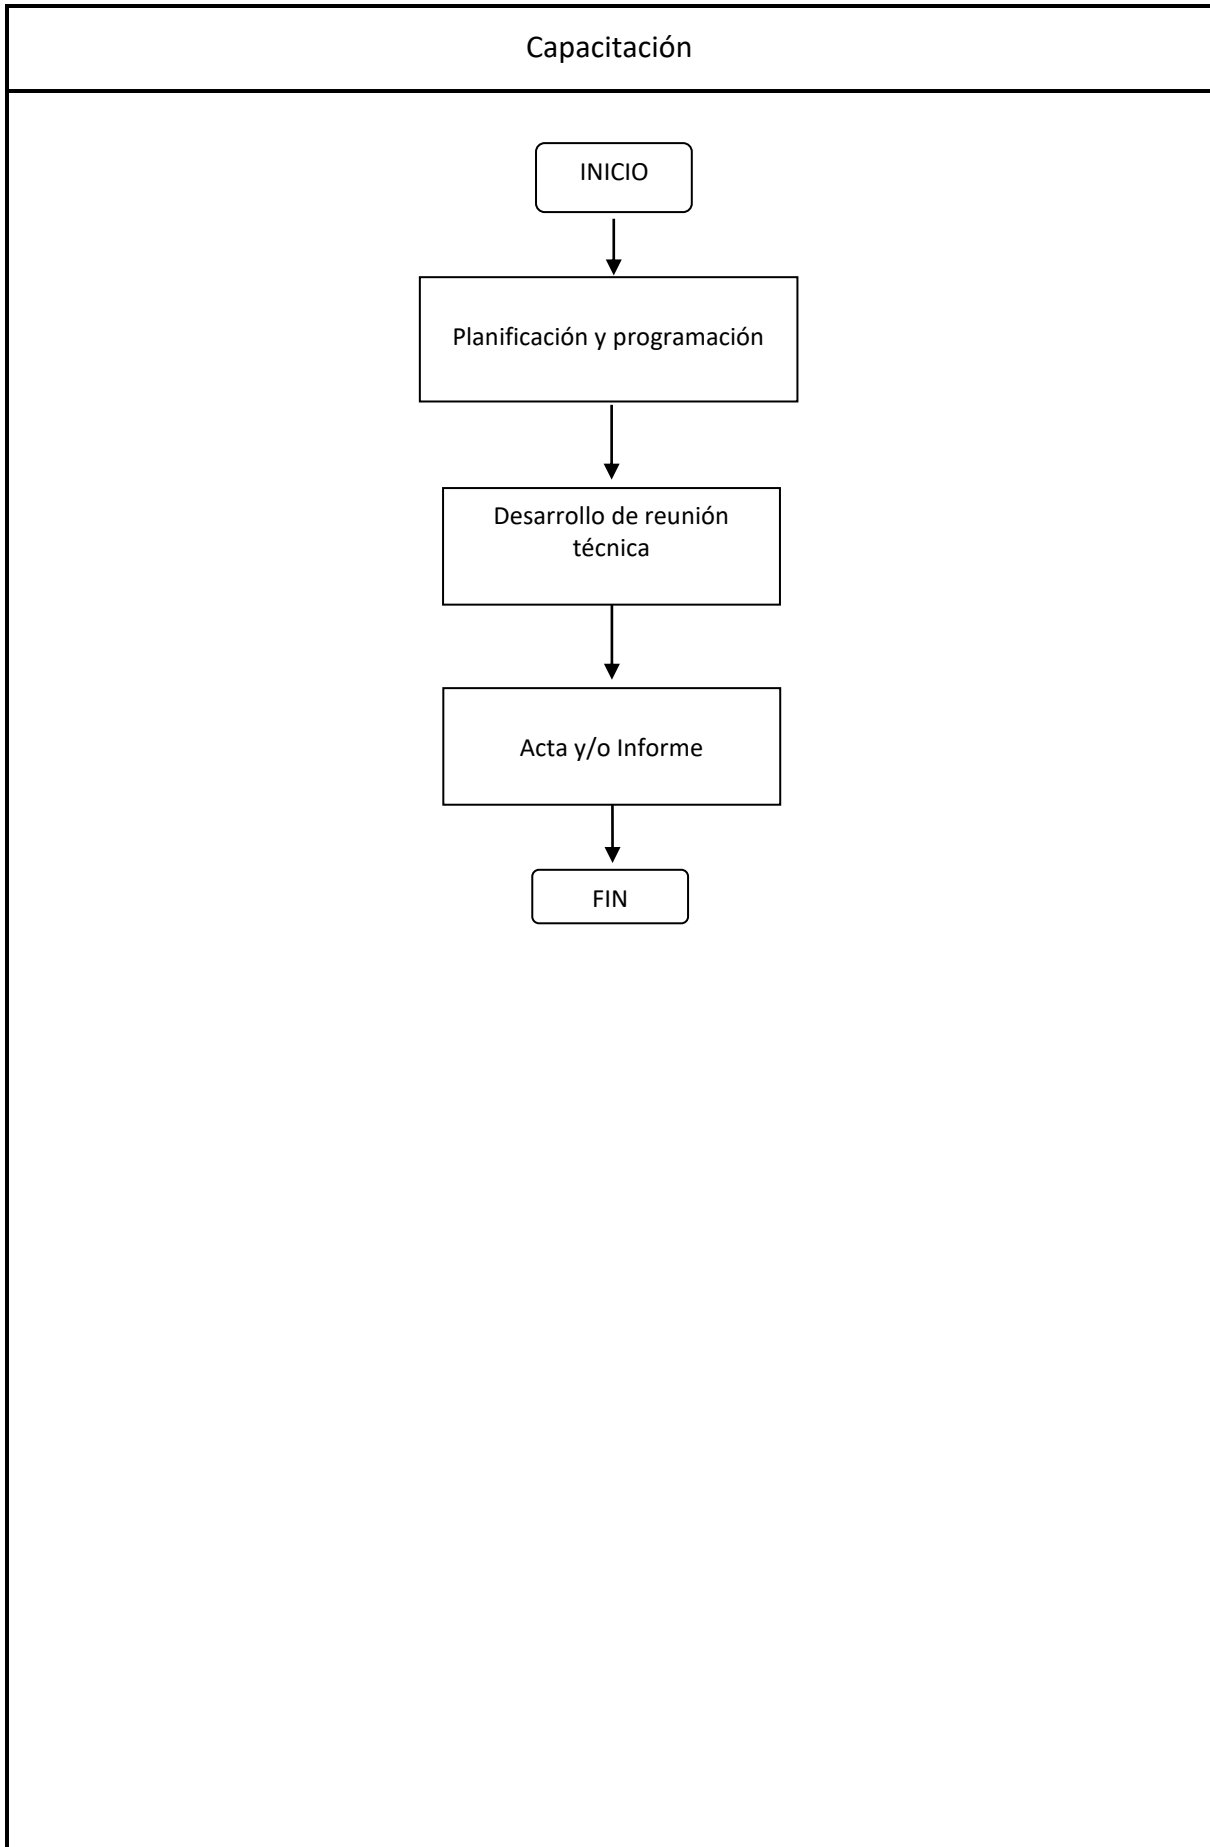 Capacitación
INICIO
Planificación y programación
Desarrollo de reunión
técnica
Acta y/o Informe
FIN